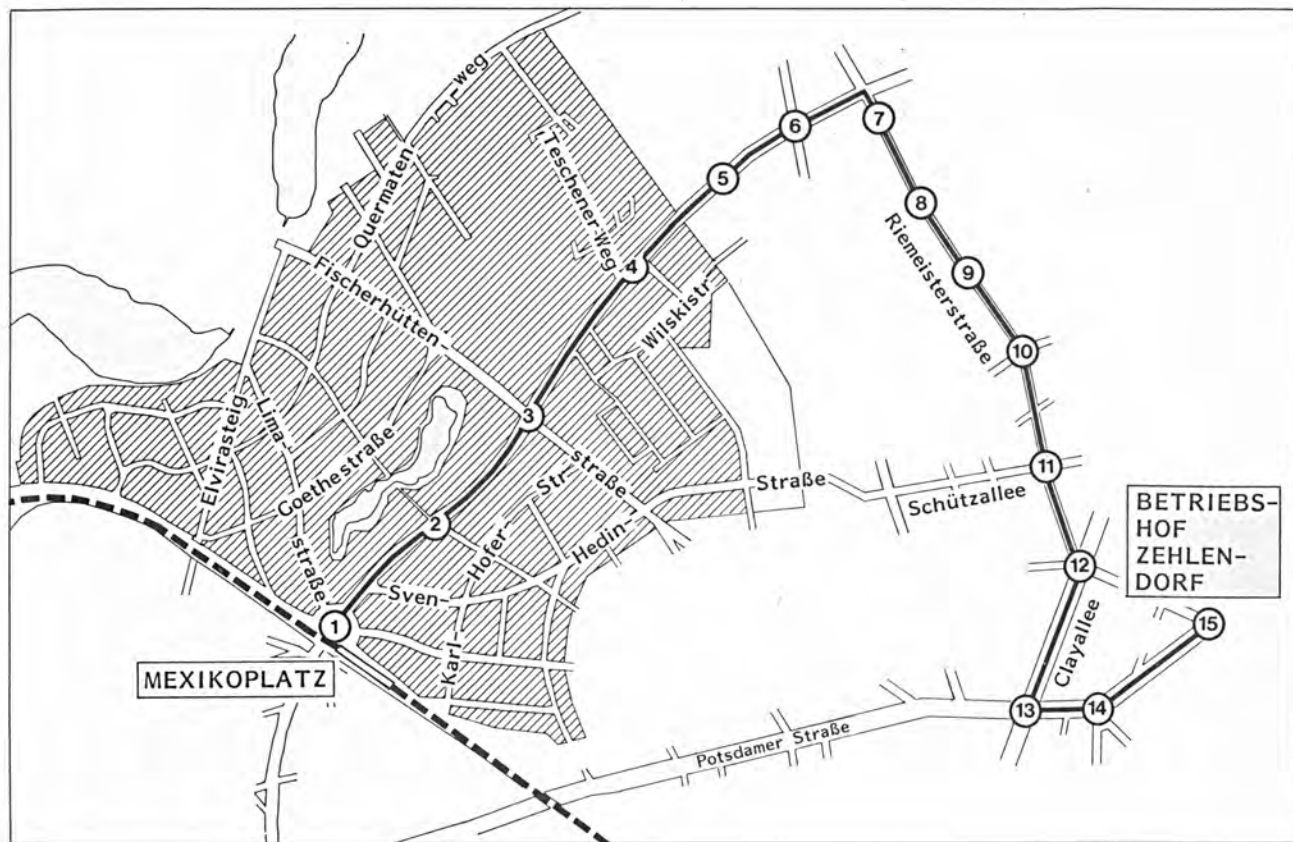 Quermaten
weg
Teschener Weg
Fischerhütten
straße
Wilskistr
Riemeisterstraße
Elvirasteig
Lima
straße
Goethestraße
Karl-
Hofer-
Str
Sven-
Hedin-
Straße
Schützallee
Clayallee
Potsdamer Straße
MEXIKOPLATZ
BETRIEBS-
HOF
ZEHLEN-
DORF
1
2
3
4
5
6
7
8
9
10
11
12
13
14
15